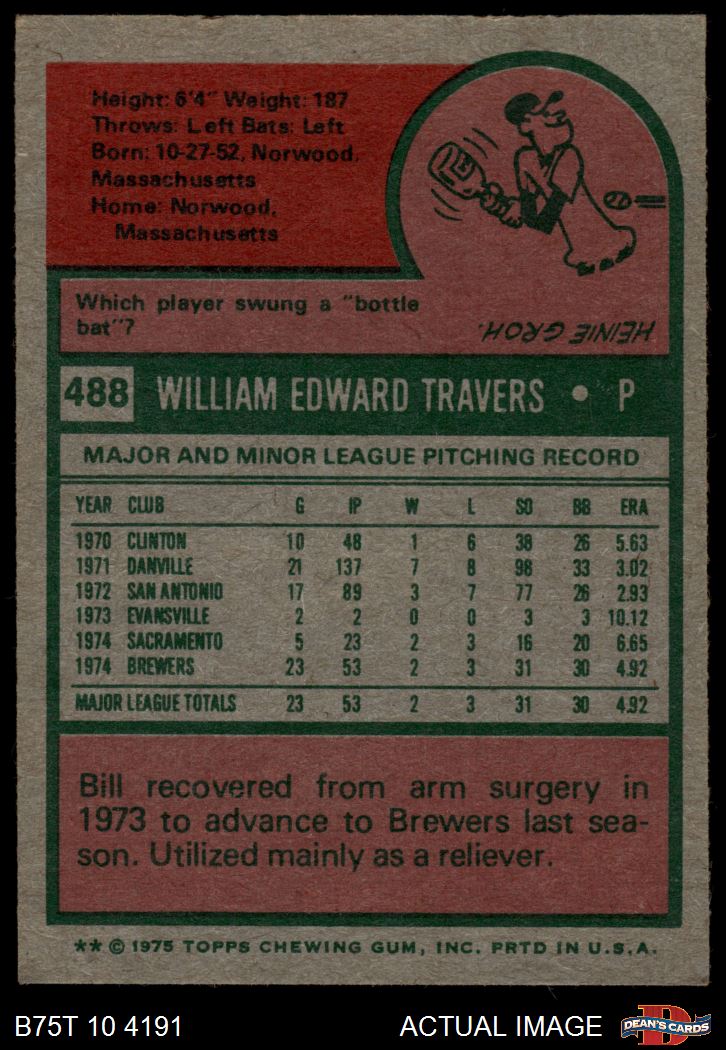 Height: 6'4" Weight: 187
Throws: Left Bats: Left
Born: 10-27-52, Norwood,
Massachusetts
Home: Norwood,
Massachusetts
Which player swung a "bottle
bat"?
HEINIE GROH.
488 WILLIAM EDWARD TRAVERS • P
MAJOR AND MINOR LEAGUE PITCHING RECORD
YEAR CLUB G IP W L SO BB ERA
1970 CLINTON 10 48 1 6 38 26 5.63
1971 DANVILLE 21 137 7 8 98 33 3.02
1972 SAN ANTONIO 17 89 3 7 77 26 2.93
1973 EVANSVILLE 2 2 0 0 3 3 10.12
1974 SACRAMENTO 5 23 2 3 16 20 6.65
1974 BREWERS 23 53 2 3 31 30 4.92
MAJOR LEAGUE TOTALS 23 53 2 3 31 30 4.92
Bill recovered from arm surgery in
1973 to advance to Brewers last sea-
son. Utilized mainly as a reliever.
** © 1975 TOPPS CHEWING GUM, INC. PRTD IN U.S.A.
B75T 10 4191 ACTUAL IMAGE D DEAN'S CARDS